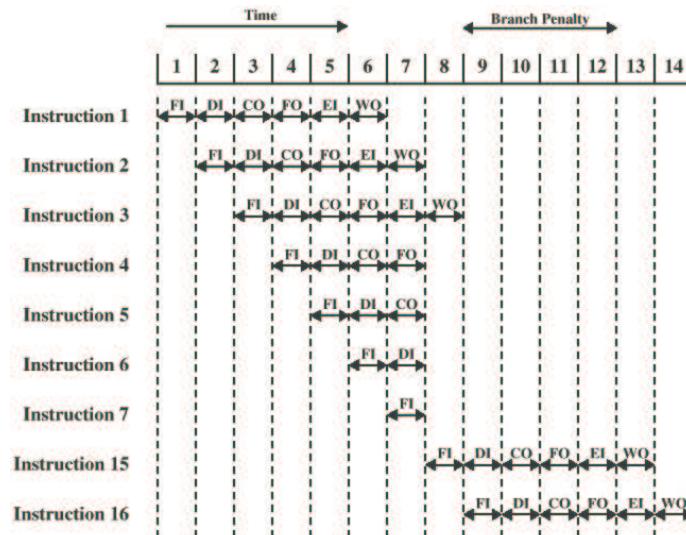 Time Branch Penalty
1 2 3 4 5 6 7 8 9 10 11 12 13 14
Instruction 1 FI DI CO FO EI WO
Instruction 2 FI DI CO FO EI WO
Instruction 3 FI DI CO FO EI WO
Instruction 4 FI DI CO FO
Instruction 5 FI DI CO
Instruction 6 FI DI
Instruction 7 FI
Instruction 15 FI DI CO FO EI WO
Instruction 16 FI DI CO FO EI WO